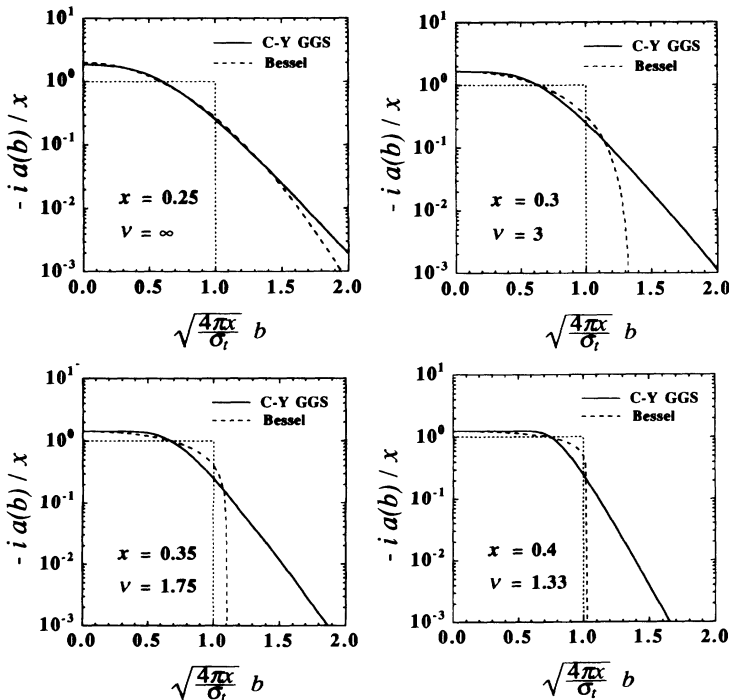 10¹
C-Y GGS
Bessel
10⁰
10⁻¹
10⁻²
10⁻³
- i a(b) / x
x = 0.25
ν = ∞
0.0 0.5 1.0 1.5 2.0
√(4πx/σₜ) b
10¹
C-Y GGS
Bessel
10⁰
10⁻¹
10⁻²
10⁻³
- i a(b) / x
x = 0.3
ν = 3
0.0 0.5 1.0 1.5 2.0
√(4πx/σₜ) b
10
C-Y GGS
Bessel
10⁰
10⁻¹
10⁻²
10⁻³
- i a(b) / x
x = 0.35
ν = 1.75
0.0 0.5 1.0 1.5 2.0
√(4πx/σₜ) b
10¹
C-Y GGS
Bessel
10⁰
10⁻¹
10⁻²
10⁻³
- i a(b) / x
x = 0.4
ν = 1.33
0.0 0.5 1.0 1.5 2.0
√(4πx/σₜ) b